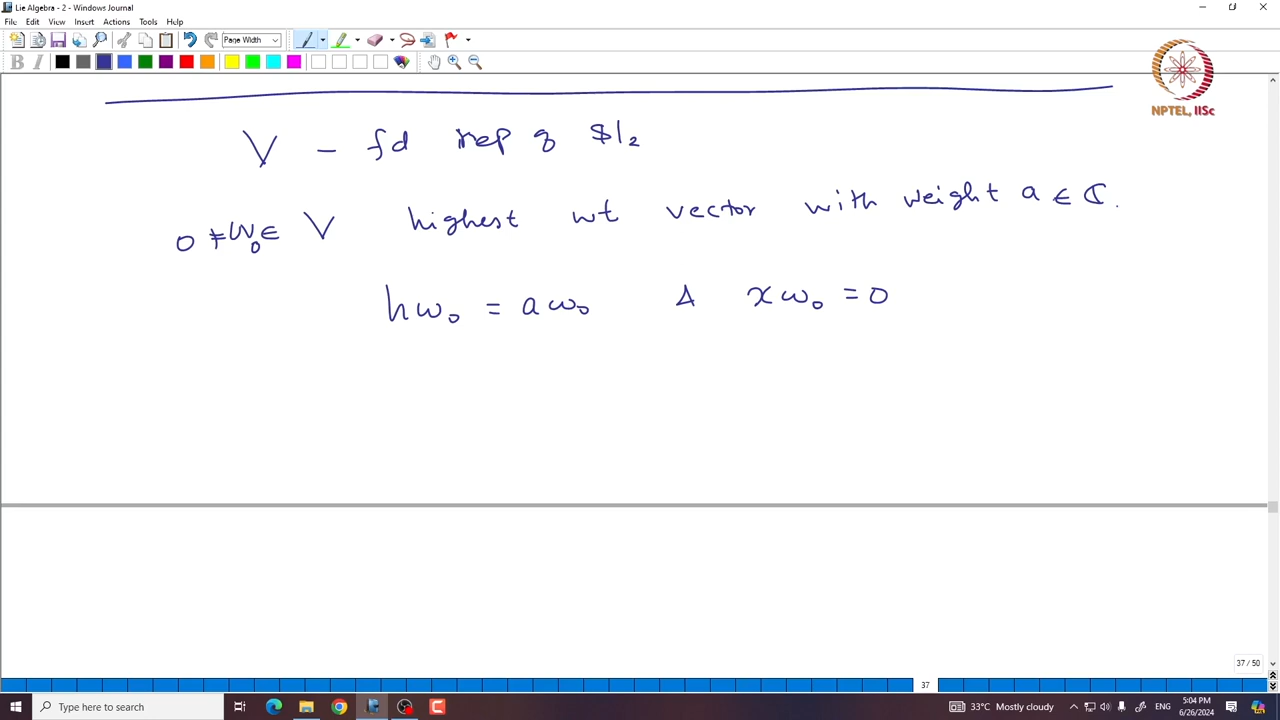 Lie Algebra - 2 - Windows Journal
File Edit View Insert Actions Tools Help
Page Width
B I
NPTEL, IISc
V - fd rep of sl₂
0 ≠ w₀ ∈ V highest wt vector with weight a ∈ ℂ.
hw₀ = aw₀ & xw₀ = 0
37 / 50
37
Type here to search
33°C Mostly cloudy
5:04 PM
6/26/2024